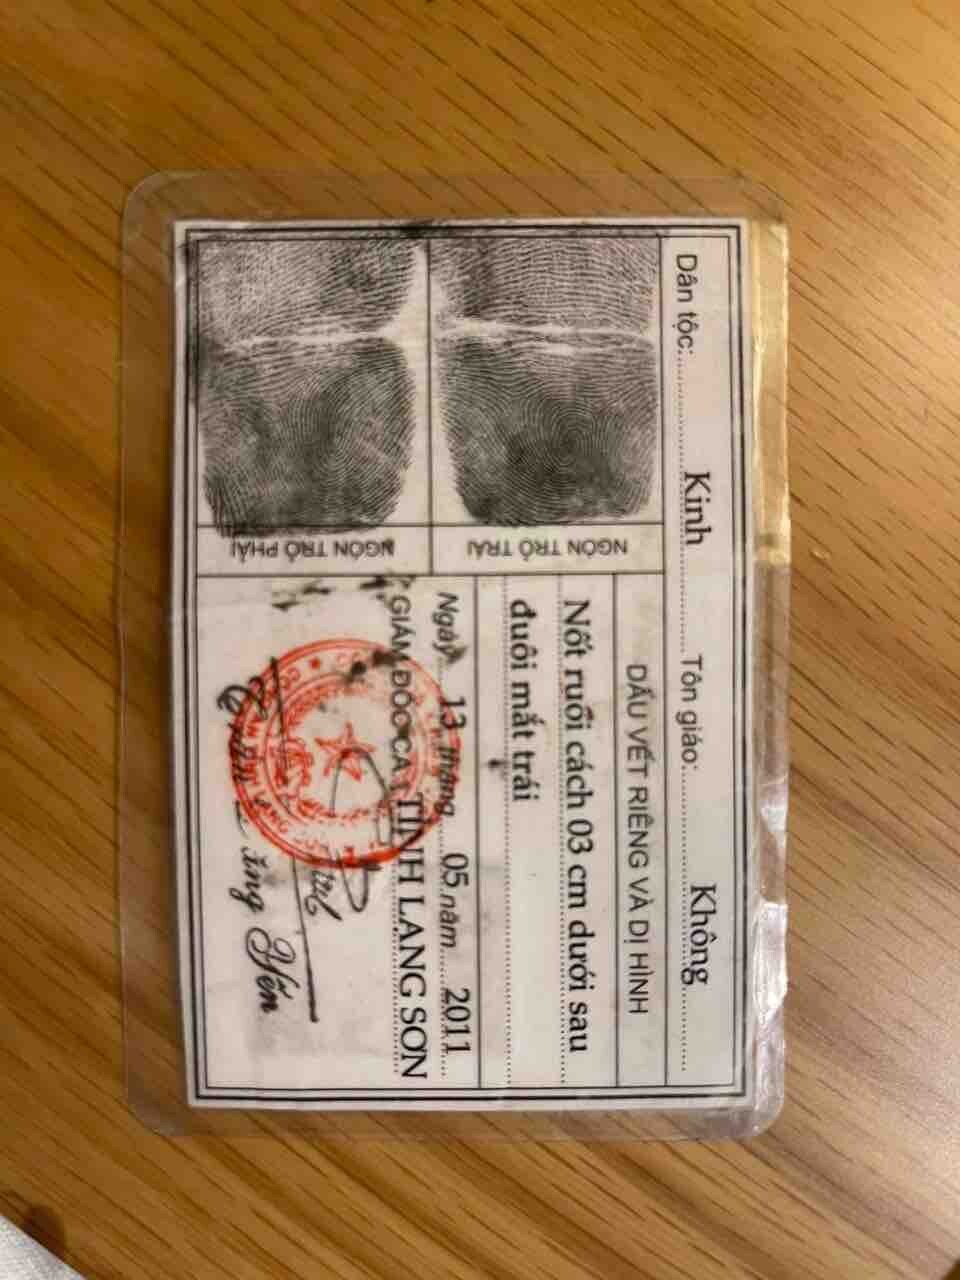 Dân tộc: Kinh Tôn giáo: Không
NGÓN TRỎ TRÁI
NGÓN TRỎ PHẢI
DẤU VẾT RIÊNG VÀ DỊ HÌNH
Nốt ruồi cách 03 cm dưới sau
đuôi mắt trái
Ngày 13 tháng 05 năm 2011
GIÁM ĐỐC CA TỈNH LẠNG SƠN